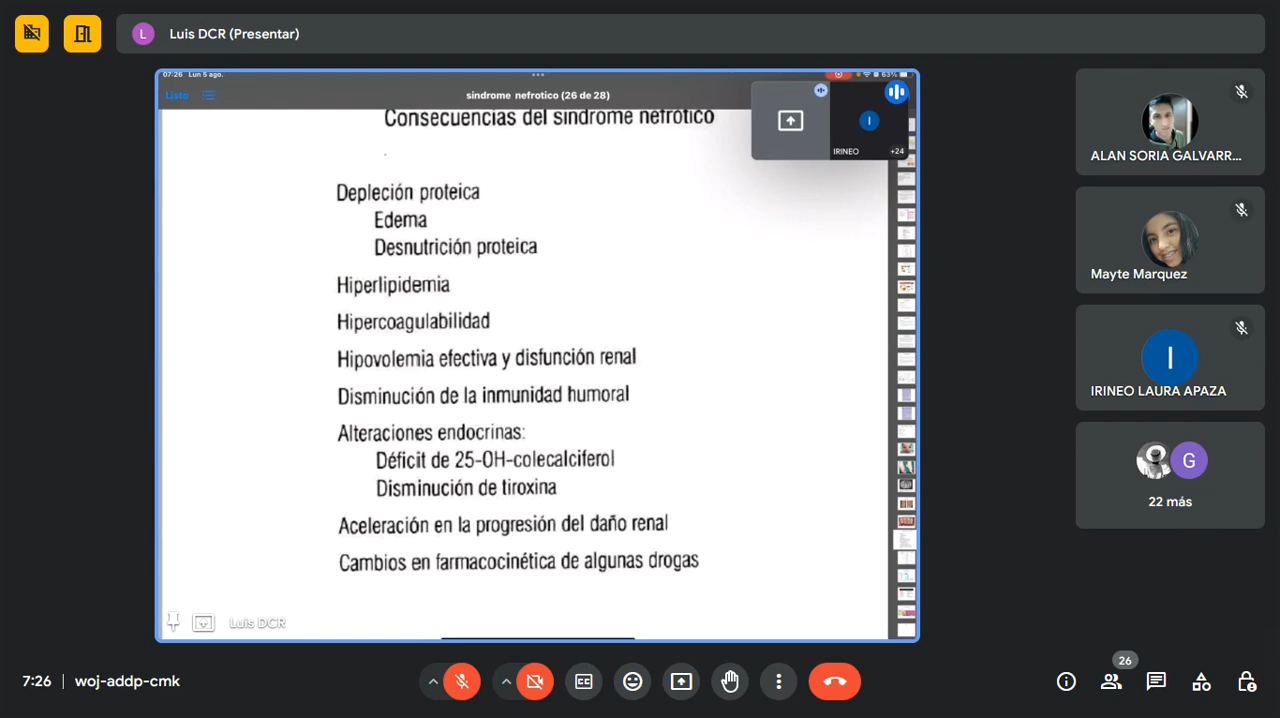 L
Luis DCR (Presentar)
07:26 Lun 5 ago.
63%
Listo
sindrome nefrotico (26 de 28)
Consecuencias del síndrome nefrótico
I
IRINEO
+24
Depleción proteica
Edema
Desnutrición proteica
Hiperlipidemia
Hipercoagulabilidad
Hipovolemia efectiva y disfunción renal
Disminución de la inmunidad humoral
Alteraciones endocrinas:
Déficit de 25-OH-colecalciferol
Disminución de tiroxina
Aceleración en la progresión del daño renal
Cambios en farmacocinética de algunas drogas
Luis DCR
ALAN SORIA GALVARR...
Mayte Marquez
I
IRINEO LAURA APAZA
G
22 más
7:26 | woj-addp-cmk
CC
26